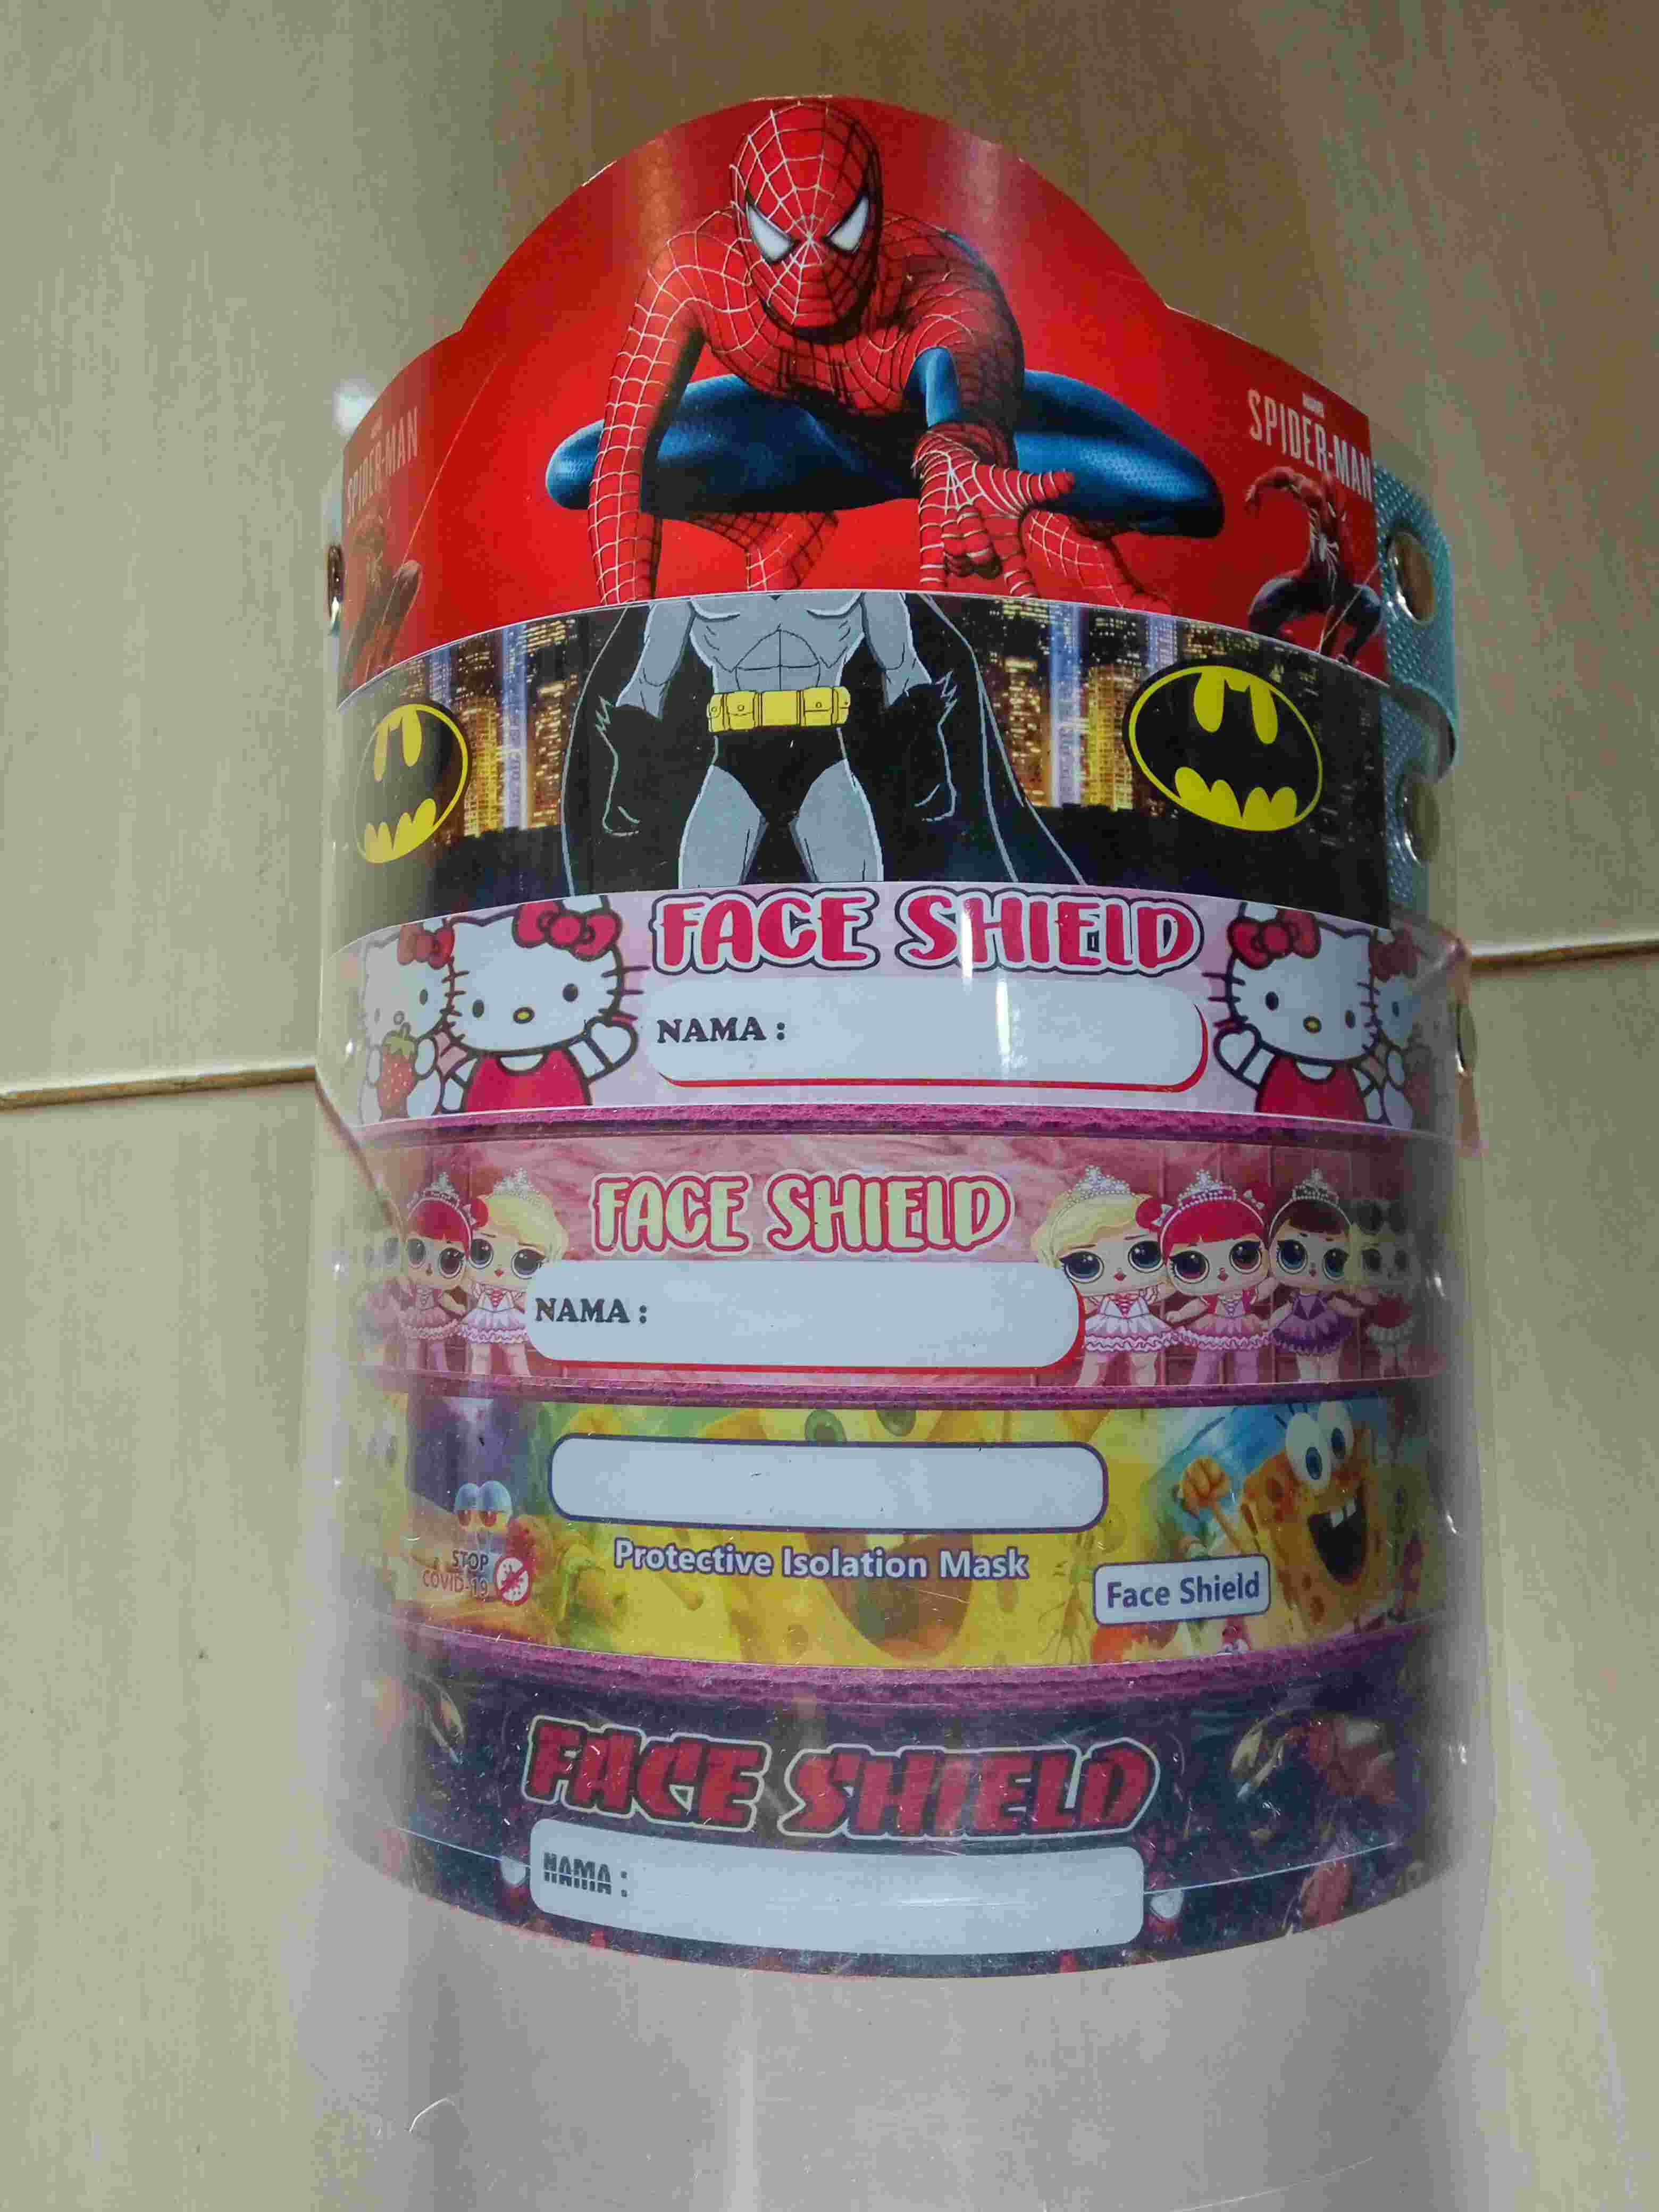 SPIDER-MAN
MARVEL
SPIDER-MAN
FACE SHIELD
NAMA :
FACE SHIELD
NAMA :
Protective Isolation Mask
STOP
COVID-19
Face Shield
FACE SHIELD
NAMA :